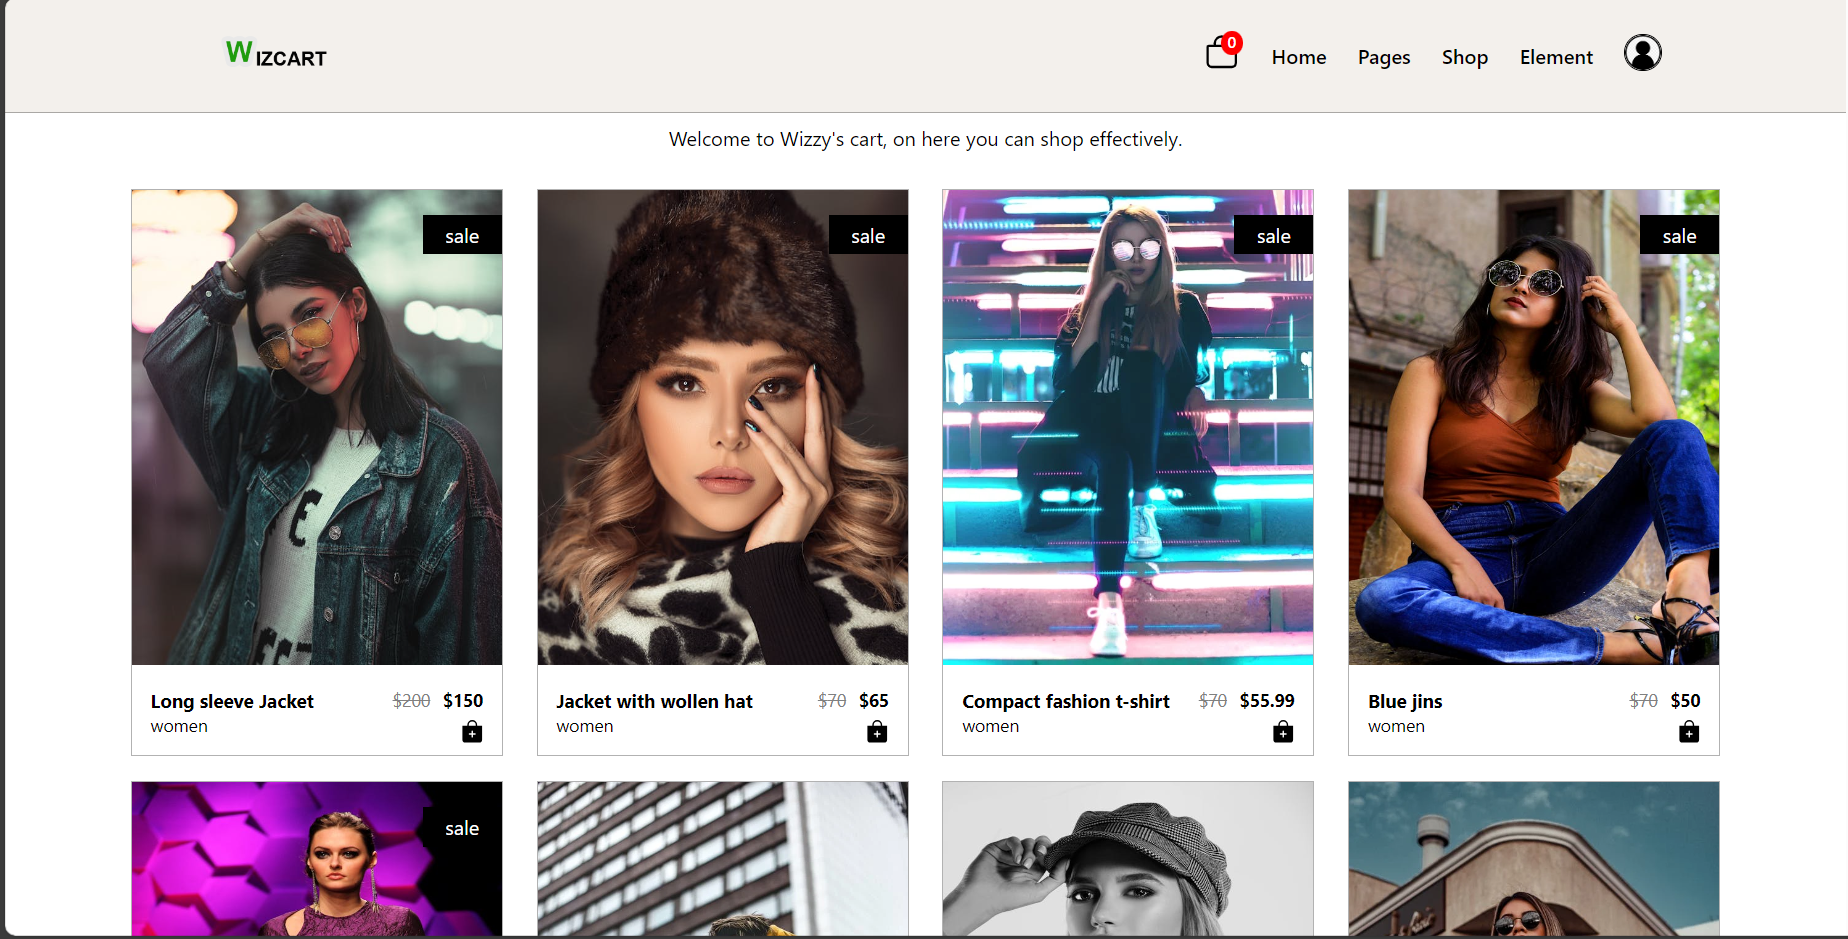 WIZCART
0
Home Pages Shop Element
Welcome to Wizzy's cart, on here you can shop effectively.
sale
sale
sale
sale
Long sleeve Jacket $200 $150
women
Jacket with wollen hat $70 $65
women
Compact fashion t-shirt $70 $55.99
women
Blue jins $70 $50
women
sale